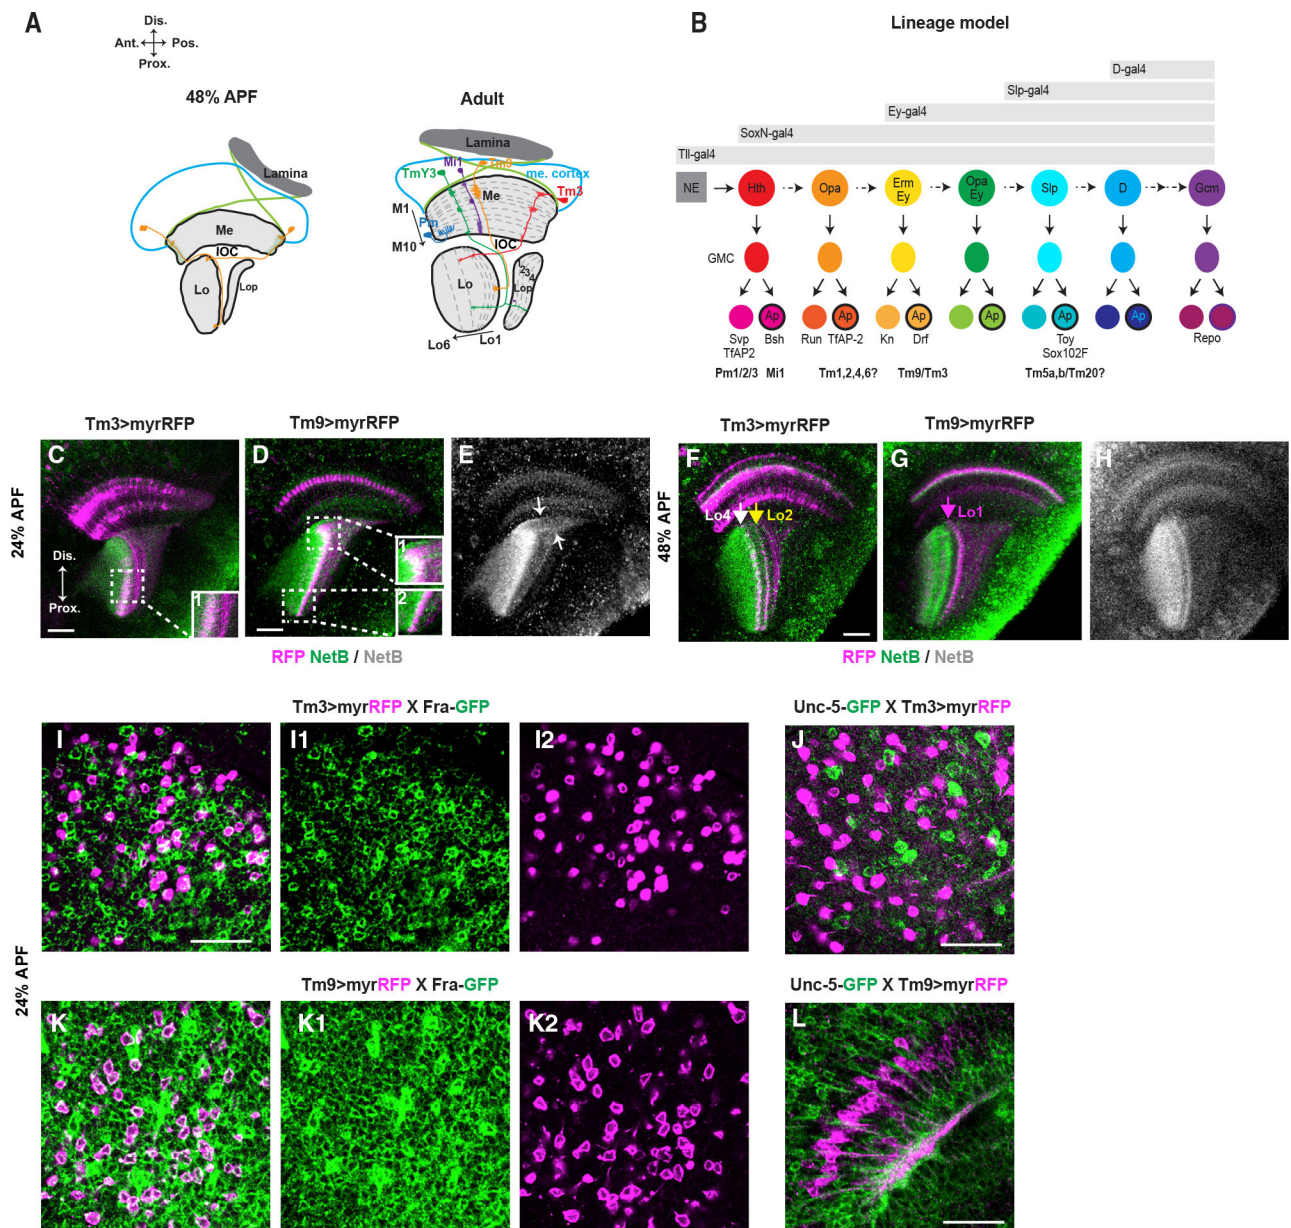 A
Dis.
Ant. Pos.
Prox.
48% APF
Adult
Lamina
Me
IOC
Lo
Lop
Lamina
Mi1
Tm9
TmY3
me. cortex
Tm3
Me
M1
Pm
M10
IOC
Lo
1
2
3
4
Lop
Lo6
Lo1
B
Lineage model
D-gal4
Slp-gal4
Ey-gal4
SoxN-gal4
Tll-gal4
NE Hth Opa Erm Ey Opa Ey Slp D Gcm
GMC
Ap Ap Ap Ap Ap Ap
Svp Bsh Run TfAP-2 Kn Drf Toy Repo
TfAP2 Sox102F
Pm1/2/3 Mi1 Tm1,2,4,6? Tm9/Tm3 Tm5a,b/Tm20?
Tm3>myrRFP
Tm9>myrRFP
Tm3>myrRFP
Tm9>myrRFP
24% APF
C
Dis.
Prox.
1
D
1
2
E
48% APF
F
Lo4
Lo2
G
Lo1
H
RFP NetB / NetB
RFP NetB / NetB
Tm3>myrRFP X Fra-GFP
Unc-5-GFP X Tm3>myrRFP
I
I1
I2
J
24% APF
Tm9>myrRFP X Fra-GFP
Unc-5-GFP X Tm9>myrRFP
K
K1
K2
L